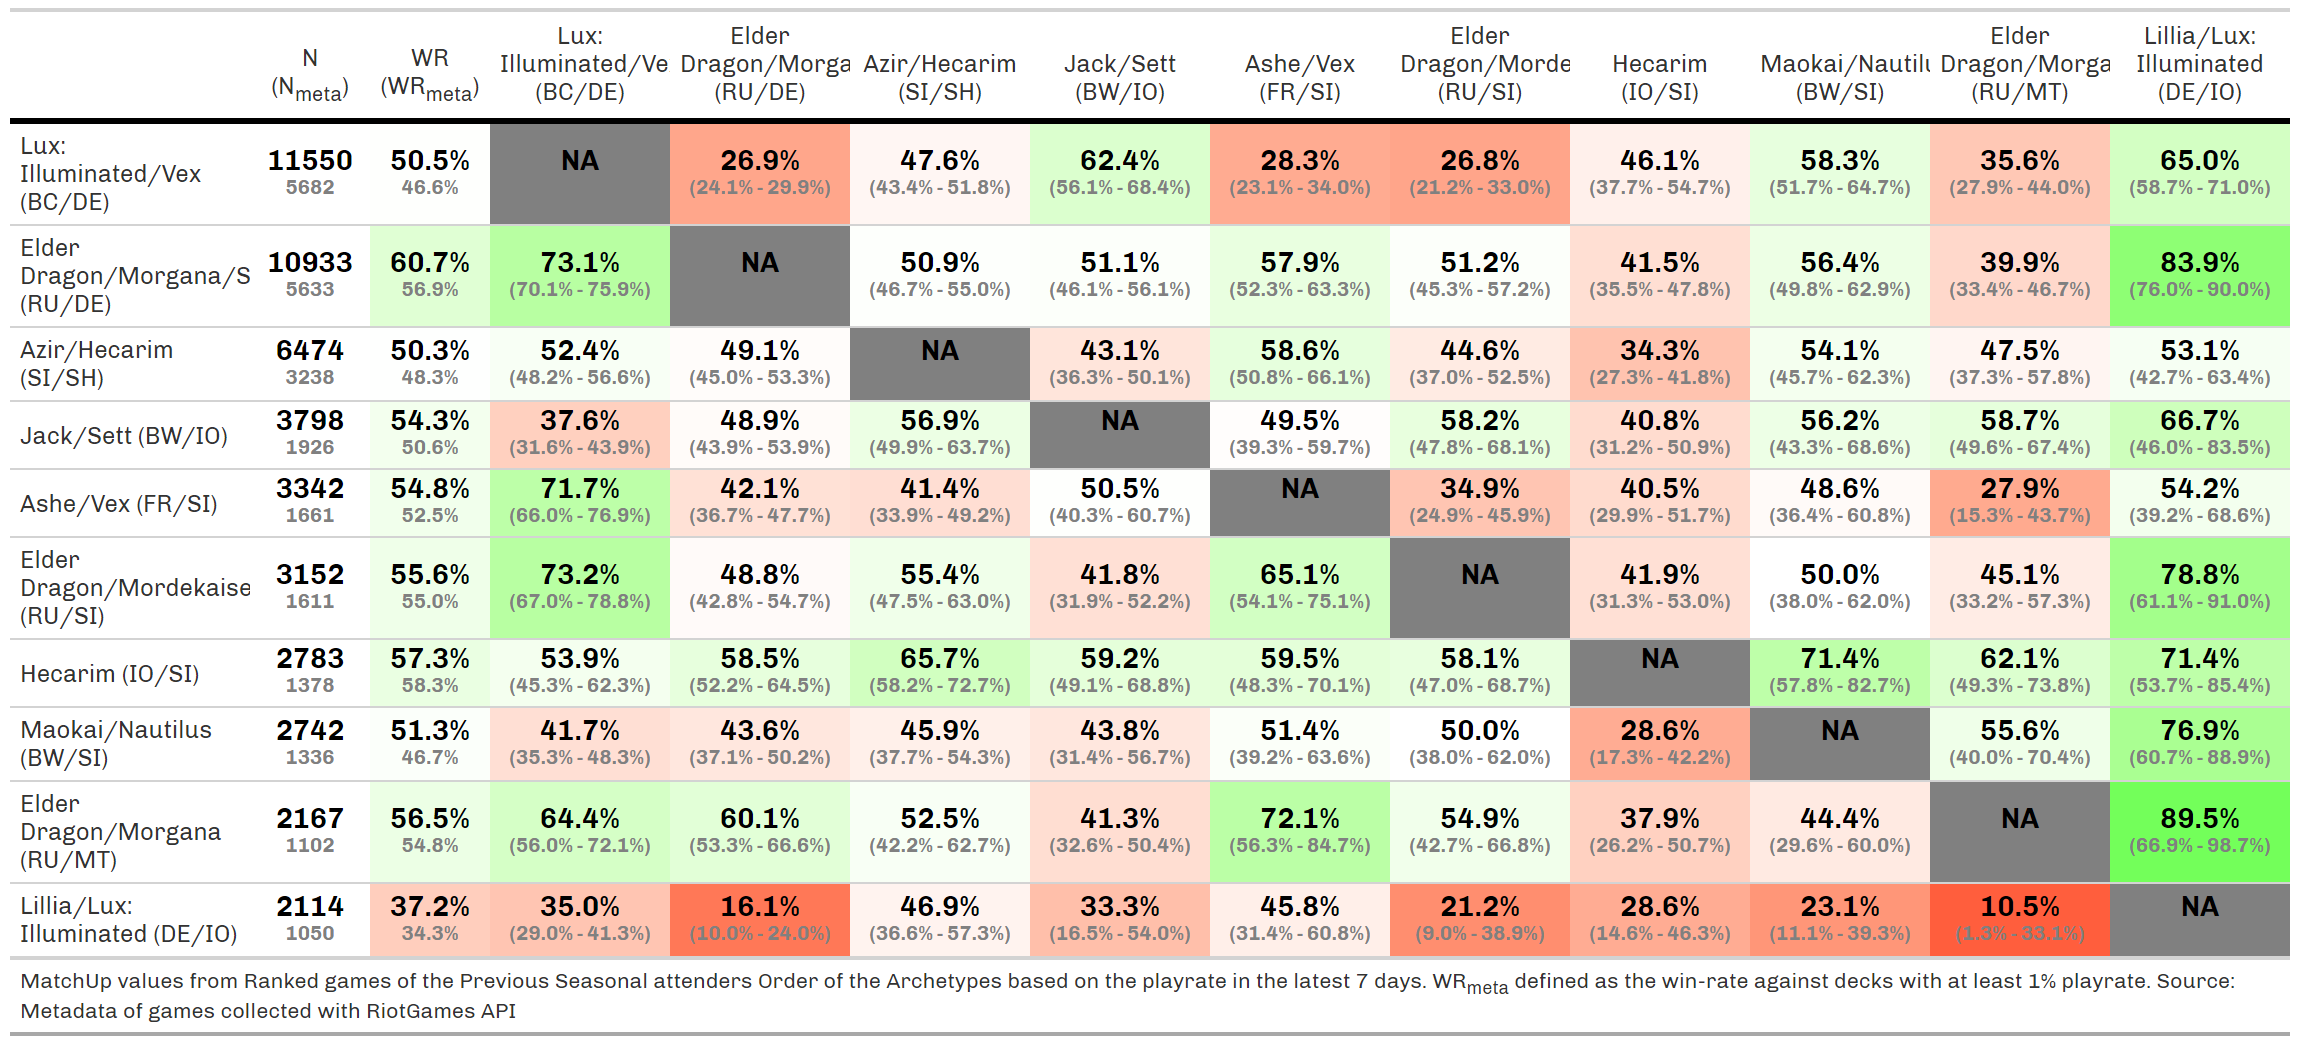 N (N_meta) WR (WR_meta) Lux: Illuminated/Ve (BC/DE) Elder Dragon/Morga (RU/DE) Azir/Hecarim (SI/SH) Jack/Sett (BW/IO) Ashe/Vex (FR/SI) Elder Dragon/Morde (RU/SI) Hecarim (IO/SI) Maokai/Nautilu (BW/SI) Elder Dragon/Morga (RU/MT) Lillia/Lux: Illuminated (DE/IO)
Lux: Illuminated/Vex (BC/DE) 11550 50.5% NA 26.9% 47.6% 62.4% 28.3% 26.8% 46.1% 58.3% 35.6% 65.0%
5682 46.6% (24.1% - 29.9%) (43.4% - 51.8%) (56.1% - 68.4%) (23.1% - 34.0%) (21.2% - 33.0%) (37.7% - 54.7%) (51.7% - 64.7%) (27.9% - 44.0%) (58.7% - 71.0%)
Elder Dragon/Morgana/S (RU/DE) 10933 60.7% 73.1% NA 50.9% 51.1% 57.9% 51.2% 41.5% 56.4% 39.9% 83.9%
5633 56.9% (70.1% - 75.9%) (46.7% - 55.0%) (46.1% - 56.1%) (52.3% - 63.3%) (45.3% - 57.2%) (35.5% - 47.8%) (49.8% - 62.9%) (33.4% - 46.7%) (76.0% - 90.0%)
Azir/Hecarim (SI/SH) 6474 50.3% 52.4% 49.1% NA 43.1% 58.6% 44.6% 34.3% 54.1% 47.5% 53.1%
3238 48.3% (48.2% - 56.6%) (45.0% - 53.3%) (36.3% - 50.1%) (50.8% - 66.1%) (37.0% - 52.5%) (27.3% - 41.8%) (45.7% - 62.3%) (37.3% - 57.8%) (42.7% - 63.4%)
Jack/Sett (BW/IO) 3798 54.3% 37.6% 48.9% 56.9% NA 49.5% 58.2% 40.8% 56.2% 58.7% 66.7%
1926 50.6% (31.6% - 43.9%) (43.9% - 53.9%) (49.9% - 63.7%) (39.3% - 59.7%) (47.8% - 68.1%) (31.2% - 50.9%) (43.3% - 68.6%) (49.6% - 67.4%) (46.0% - 83.5%)
Ashe/Vex (FR/SI) 3342 54.8% 71.7% 42.1% 41.4% 50.5% NA 34.9% 40.5% 48.6% 27.9% 54.2%
1661 52.5% (66.0% - 76.9%) (36.7% - 47.7%) (33.9% - 49.2%) (40.3% - 60.7%) (24.9% - 45.9%) (29.9% - 51.7%) (36.4% - 60.8%) (15.3% - 43.7%) (39.2% - 68.6%)
Elder Dragon/Mordekaise (RU/SI) 3152 55.6% 73.2% 48.8% 55.4% 41.8% 65.1% NA 41.9% 50.0% 45.1% 78.8%
1611 55.0% (67.0% - 78.8%) (42.8% - 54.7%) (47.5% - 63.0%) (31.9% - 52.2%) (54.1% - 75.1%) (31.3% - 53.0%) (38.0% - 62.0%) (33.2% - 57.3%) (61.1% - 91.0%)
Hecarim (IO/SI) 2783 57.3% 53.9% 58.5% 65.7% 59.2% 59.5% 58.1% NA 71.4% 62.1% 71.4%
1378 58.3% (45.3% - 62.3%) (52.2% - 64.5%) (58.2% - 72.7%) (49.1% - 68.8%) (48.3% - 70.1%) (47.0% - 68.7%) (57.8% - 82.7%) (49.3% - 73.8%) (53.7% - 85.4%)
Maokai/Nautilus (BW/SI) 2742 51.3% 41.7% 43.6% 45.9% 43.8% 51.4% 50.0% 28.6% NA 55.6% 76.9%
1336 46.7% (35.3% - 48.3%) (37.1% - 50.2%) (37.7% - 54.3%) (31.4% - 56.7%) (39.2% - 63.6%) (38.0% - 62.0%) (17.3% - 42.2%) (40.0% - 70.4%) (60.7% - 88.9%)
Elder Dragon/Morgana (RU/MT) 2167 56.5% 64.4% 60.1% 52.5% 41.3% 72.1% 54.9% 37.9% 44.4% NA 89.5%
1102 54.8% (56.0% - 72.1%) (53.3% - 66.6%) (42.2% - 62.7%) (32.6% - 50.4%) (56.3% - 84.7%) (42.7% - 66.8%) (26.2% - 50.7%) (29.6% - 60.0%) (66.9% - 98.7%)
Lillia/Lux: Illuminated (DE/IO) 2114 37.2% 35.0% 16.1% 46.9% 33.3% 45.8% 21.2% 28.6% 23.1% 10.5% NA
1050 34.3% (29.0% - 41.3%) (10.0% - 24.0%) (36.6% - 57.3%) (16.5% - 54.0%) (31.4% - 60.8%) (9.0% - 38.9%) (14.6% - 46.3%) (11.1% - 39.3%) (1.3% - 33.1%)
MatchUp values from Ranked games of the Previous Seasonal attenders Order of the Archetypes based on the playrate in the latest 7 days. WR_meta defined as the win-rate against decks with at least 1% playrate. Source:
Metadata of games collected with RiotGames API